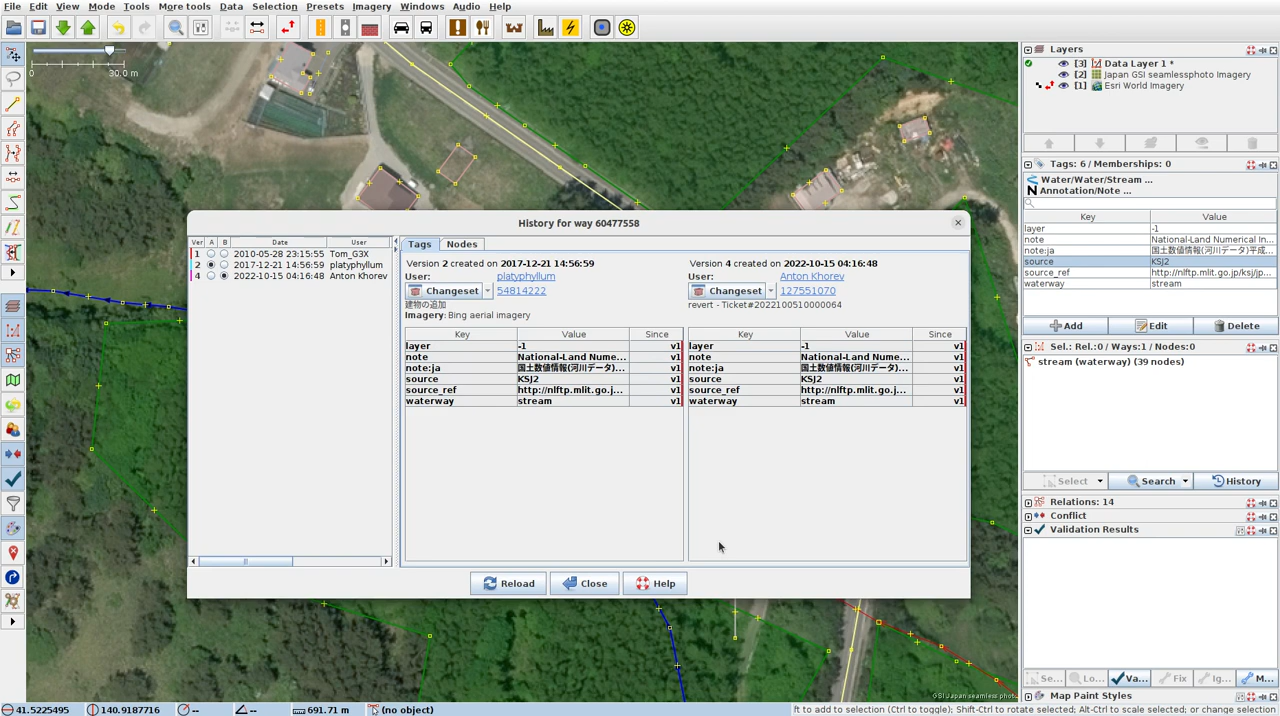 File Edit View Mode Tools More tools Data Selection Presets Imagery Windows Audio Help
0 30.0 m
Layers
[3] Data Layer 1 *
[2] Japan GSI seamlessphoto Imagery
[1] Esri World Imagery
Tags: 6 / Memberships: 0
Water/Water/Stream ...
Annotation/Note ...
Key Value
layer -1
note National-Land Numerical In...
note:ja 国土数値情報(河川データ)平成...
source KSJ2
source_ref http://nlftp.mlit.go.jp/ksj/jp...
waterway stream
Add Edit Delete
Sel.: Rel.:0 / Ways:1 / Nodes:0
stream (waterway) (39 nodes)
Select Search History
Relations: 14
Conflict
Validation Results
Se... Lo... Va... Fix Ig... M...
Map Paint Styles
History for way 60477558
Ver A B Date User
1 2010-05-28 23:15:55 Tom_G3X
2 2017-12-21 14:56:59 platyphyllum
4 2022-10-15 04:16:48 Anton Khorev
Tags Nodes
Version 2 created on 2017-12-21 14:56:59
User: platyphyllum
Changeset 54814222
建物の追加
Imagery: Bing aerial imagery
Key Value Since
layer -1 v1
note National-Land Nume... v1
note:ja 国土数値情報(河川データ)... v1
source KSJ2 v1
source_ref http://nlftp.mlit.go.j... v1
waterway stream v1
Version 4 created on 2022-10-15 04:16:48
User: Anton Khorev
Changeset 127551070
revert - Ticket#2022100510000064
Key Value Since
layer -1 v1
note National-Land Nume... v1
note:ja 国土数値情報(河川データ)... v1
source KSJ2 v1
source_ref http://nlftp.mlit.go.j... v1
waterway stream v1
Reload Close Help
GSI Japan seamless photo
41.5225495 140.9187716 -- -- 691.71 m (no object) ft to add to selection (Ctrl to toggle); Shift-Ctrl to rotate selected; Alt-Ctrl to scale selected; or change selection